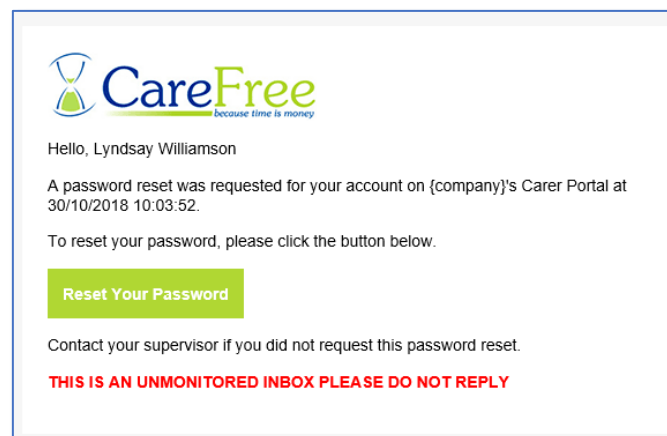 CareFree
because time is money
Hello, Lyndsay Williamson
A password reset was requested for your account on {company}'s Carer Portal at
30/10/2018 10:03:52.
To reset your password, please click the button below.
Reset Your Password
Contact your supervisor if you did not request this password reset.
THIS IS AN UNMONITORED INBOX PLEASE DO NOT REPLY